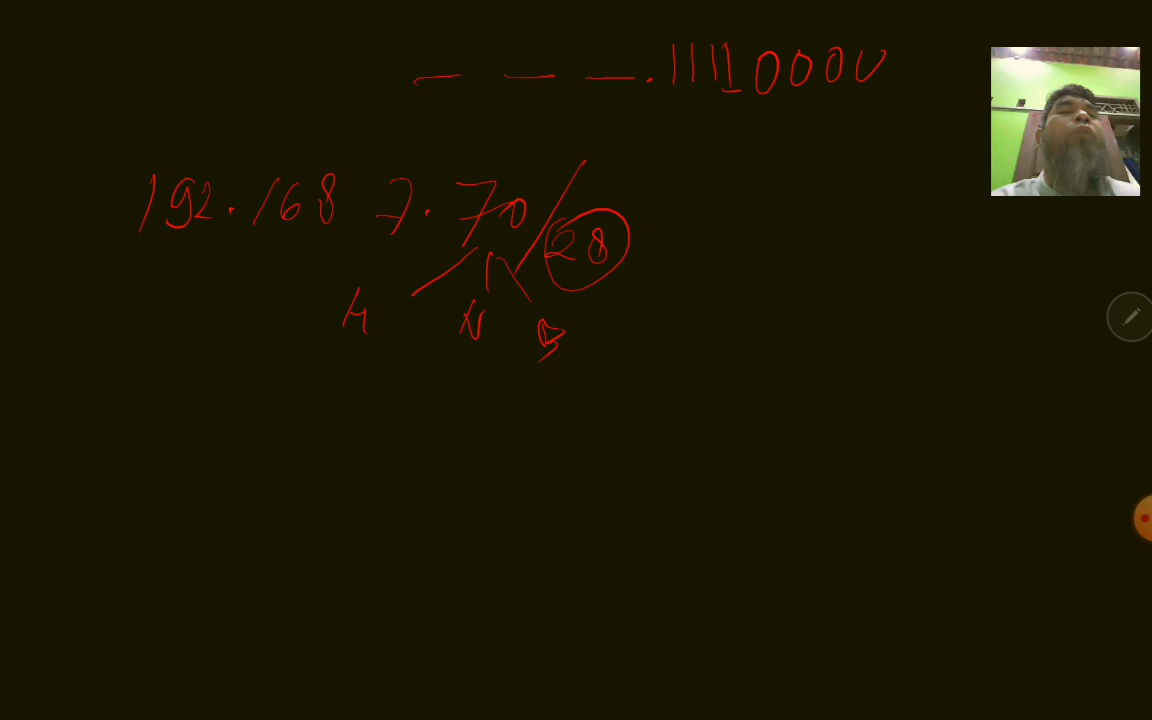 _ _ _.11110000
192.168 7.70/28
H N B